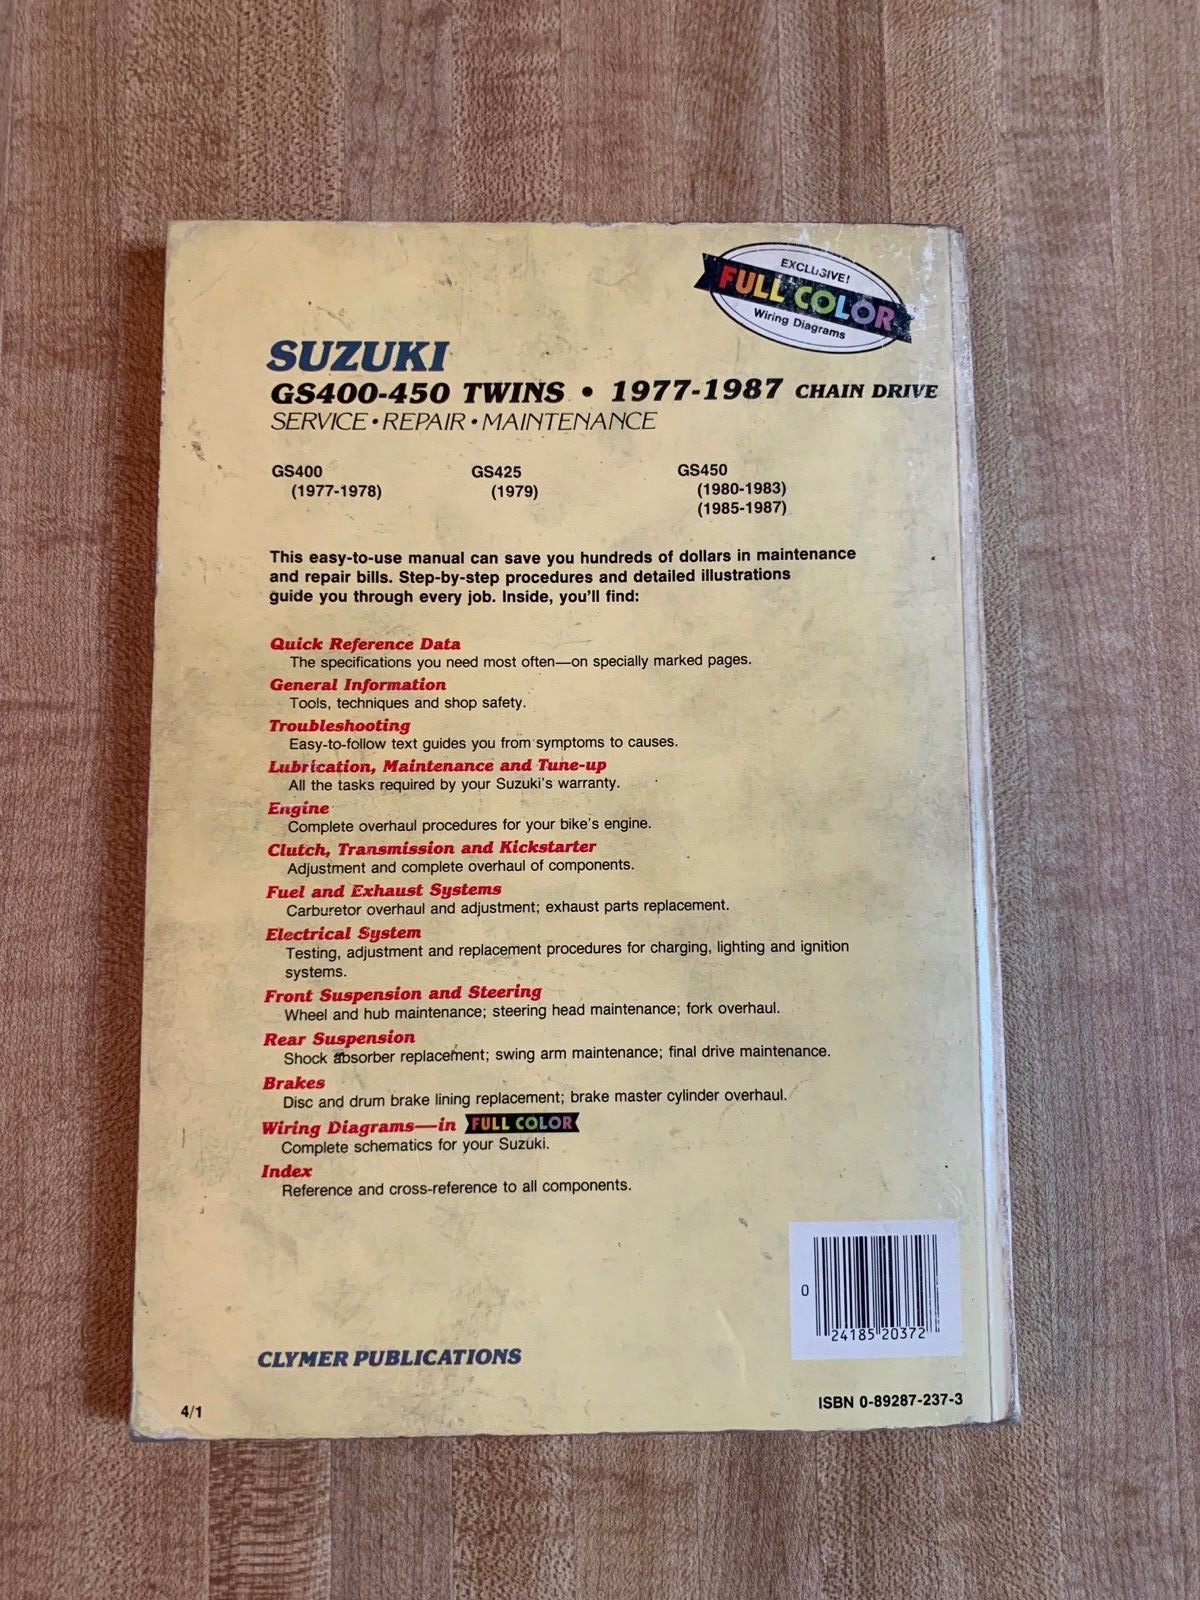 EXCLUSIVE!
FULL COLOR
Wiring Diagrams
SUZUKI
GS400-450 TWINS • 1977-1987 CHAIN DRIVE
SERVICE • REPAIR • MAINTENANCE
GS400 GS425 GS450
(1977-1978) (1979) (1980-1983)
(1985-1987)
This easy-to-use manual can save you hundreds of dollars in maintenance
and repair bills. Step-by-step procedures and detailed illustrations
guide you through every job. Inside, you'll find:
Quick Reference Data
The specifications you need most often—on specially marked pages.
General Information
Tools, techniques and shop safety.
Troubleshooting
Easy-to-follow text guides you from symptoms to causes.
Lubrication, Maintenance and Tune-up
All the tasks required by your Suzuki's warranty.
Engine
Complete overhaul procedures for your bike's engine.
Clutch, Transmission and Kickstarter
Adjustment and complete overhaul of components.
Fuel and Exhaust Systems
Carburetor overhaul and adjustment; exhaust parts replacement.
Electrical System
Testing, adjustment and replacement procedures for charging, lighting and ignition
systems.
Front Suspension and Steering
Wheel and hub maintenance; steering head maintenance; fork overhaul.
Rear Suspension
Shock absorber replacement; swing arm maintenance; final drive maintenance.
Brakes
Disc and drum brake lining replacement; brake master cylinder overhaul.
Wiring Diagrams—in FULL COLOR
Complete schematics for your Suzuki.
Index
Reference and cross-reference to all components.
0
24185 20372
CLYMER PUBLICATIONS
4/1
ISBN 0-89287-237-3